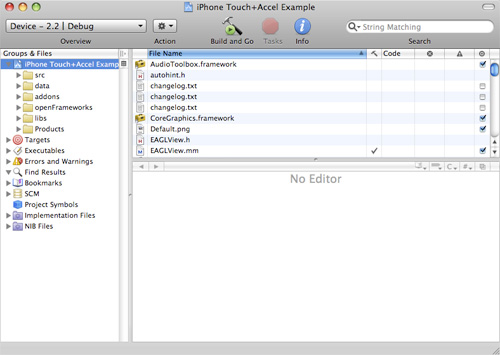 iPhone Touch+Accel Example
Device - 2.2 | Debug
String Matching
Overview
Action
Build and Go
Tasks
Info
Search
Groups & Files
File Name
Code
iPhone Touch+Accel Examp
src
data
addons
openFrameworks
libs
Products
Targets
Executables
Errors and Warnings
Find Results
Bookmarks
SCM
Project Symbols
Implementation Files
NIB Files
AudioToolbox.framework
autohint.h
changelog.txt
changelog.txt
changelog.txt
CoreGraphics.framework
Default.png
EAGLView.h
EAGLView.mm
No Editor